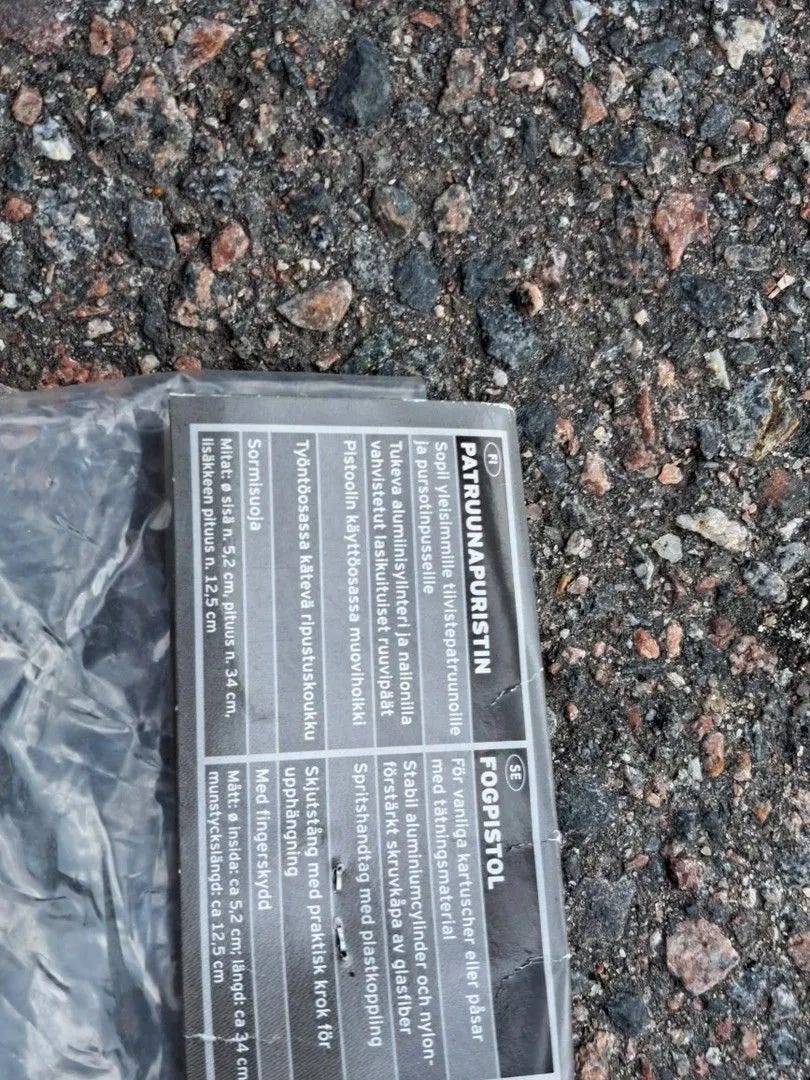 FI
PATRUUNAPURISTIN
Sopii yleisimmille tiivistepatruunoille
ja pursotinpusseille
Tukeva alumiinisylinteri ja nailonilla
vahvistetut lasikuituiset ruuvipäät
Pistoolin käyttöosassa muoviholkki
Työntöosassa kätevä ripustuskoukku
Sormisuoja
Mitat: ø sisä n. 5,2 cm, pituus n. 34 cm,
lisäkkeen pituus n. 12,5 cm
SE
FOGPISTOL
För vanliga kartuscher eller påsar
med tätningsmaterial
Stabil aluminiumcylinder och nylon-
förstärkt skruvkåpa av glasfiber
Spritshandtag med plastkoppling
Skjutstång med praktisk krok för
upphängning
Med fingerskydd
Mått: ø insida: ca 5,2 cm; längd: ca 34 cm
munstyckslängd: ca 12,5 cm